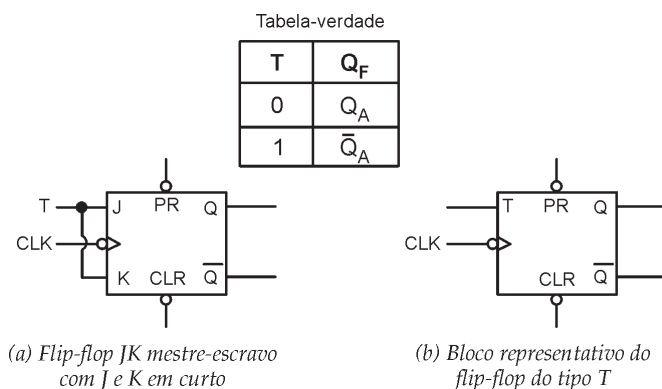 Tabela-verdade
T Q_F
0 Q_A
1 Q̅_A
T J PR Q
CLK
K CLR Q̅
T PR Q
CLK
CLR Q̅
(a) Flip-flop JK mestre-escravo
com J e K em curto
(b) Bloco representativo do
flip-flop do tipo T